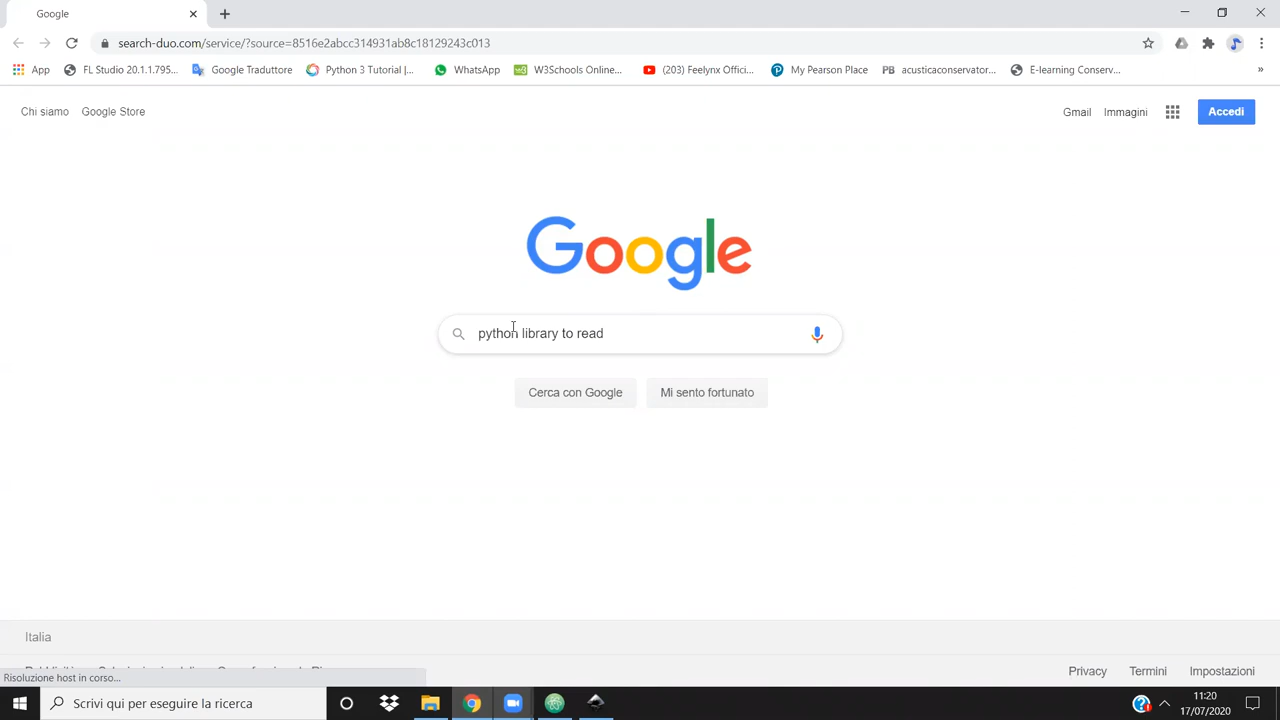 Google
search-duo.com/service/?source=8516e2abcc314931ab8c18129243c013
App FL Studio 20.1.1.795... Google Traduttore Python 3 Tutorial |... WhatsApp W3Schools Online... (203) Feelynx Offici... My Pearson Place PB acusticaconservator... E-learning Conserv... »
Chi siamo Google Store Gmail Immagini Accedi
Google
python library to read
Cerca con Google Mi sento fortunato
Italia
Privacy Termini Impostazioni
Risoluzione host in corso...
Scrivi qui per eseguire la ricerca
11:20
17/07/2020